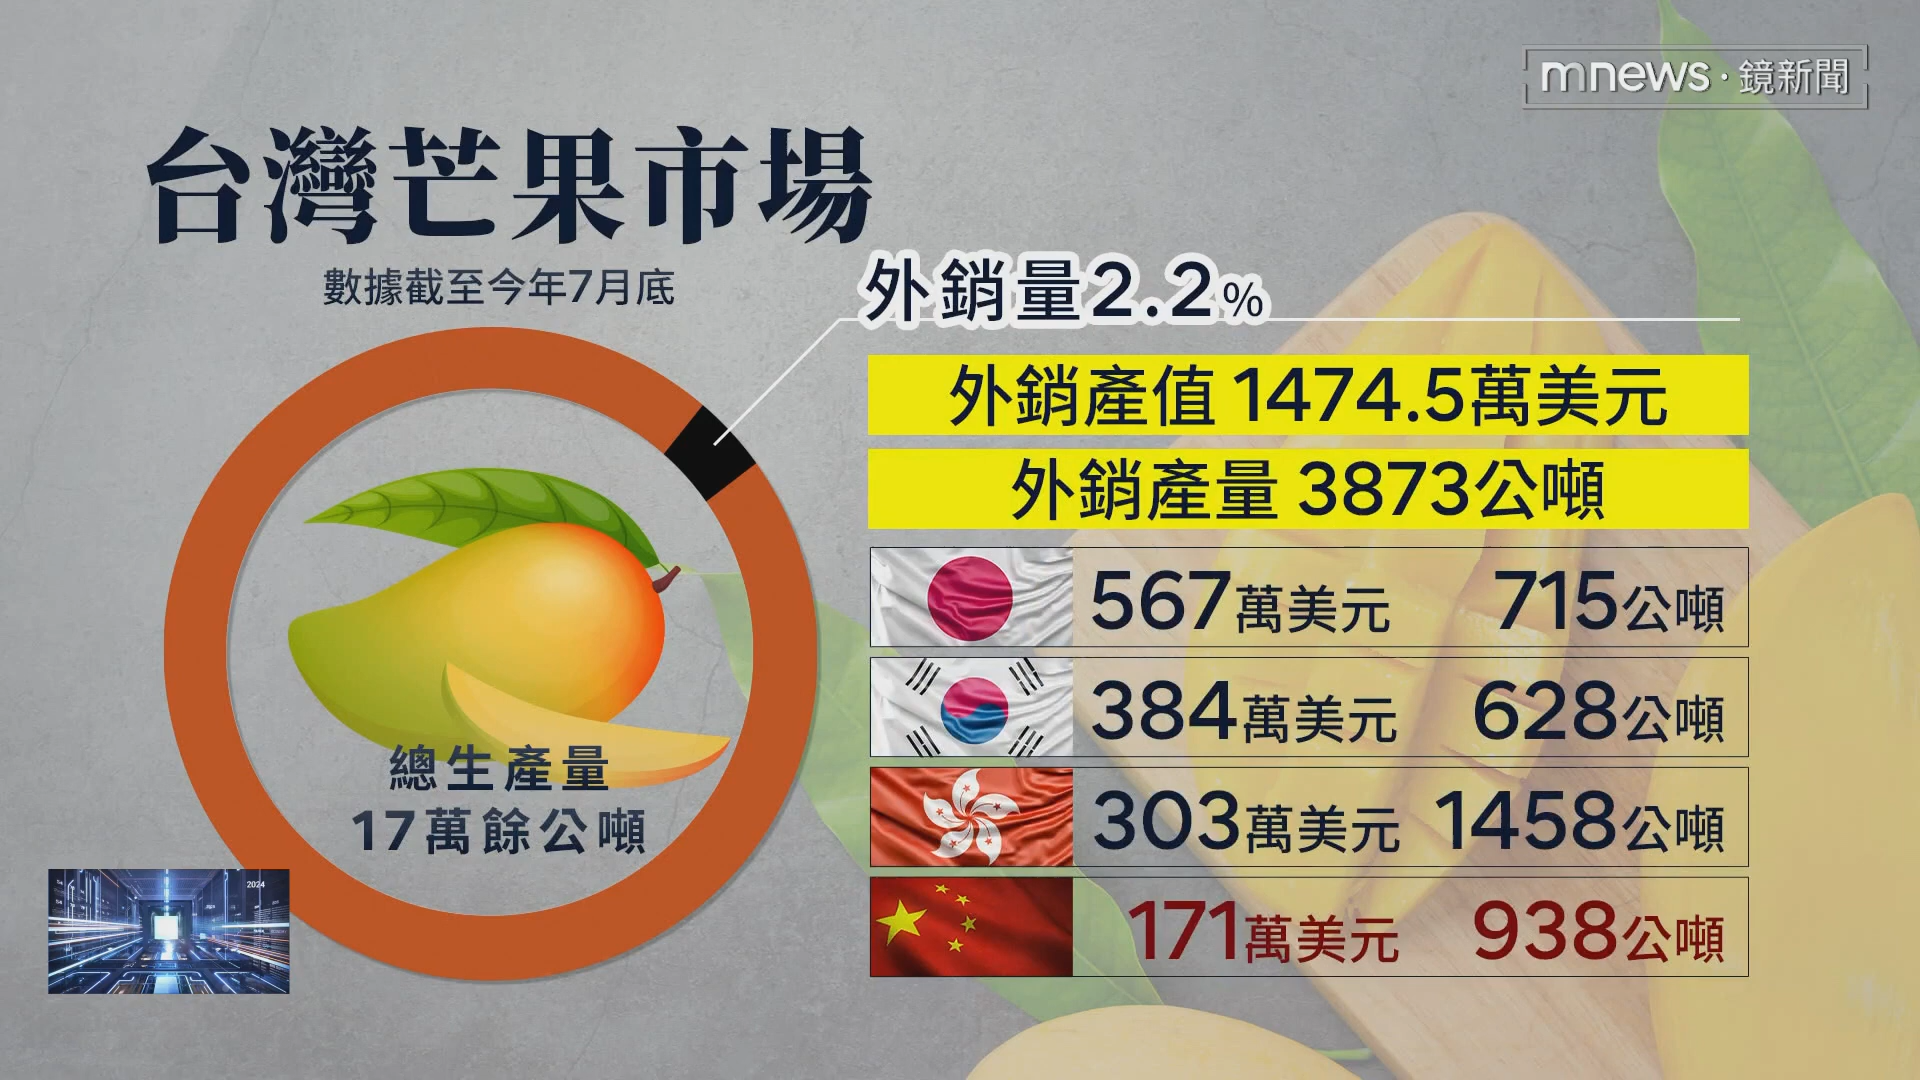 mnews·鏡新聞
台灣芒果市場
數據截至今年7月底
外銷量2.2%
外銷產值 1474.5萬美元
外銷產量 3873公噸
567萬美元 715公噸
384萬美元 628公噸
303萬美元 1458公噸
171萬美元 938公噸
總生產量
17萬餘公噸
2024